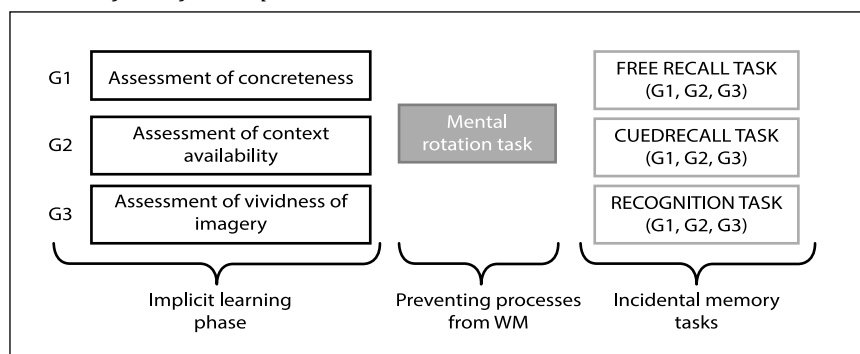 G1
Assessment of concreteness
G2
Assessment of context
availability
G3
Assessment of vividness of
imagery
Mental
rotation task
FREE RECALL TASK
(G1, G2, G3)
CUEDRECALL TASK
(G1, G2, G3)
RECOGNITION TASK
(G1, G2, G3)
Implicit learning
phase
Preventing processes
from WM
Incidental memory
tasks